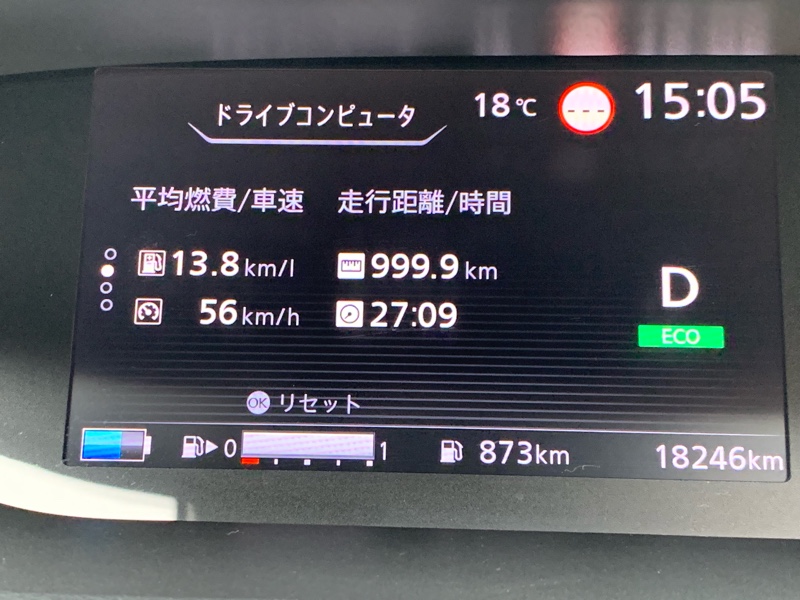 ドライブコンピュータ 18℃ --- 15:05
平均燃費/車速 走行距離/時間
13.8km/l 999.9 km
D
56km/h 27:09
ECO
OK リセット
0 1 873km 18246km